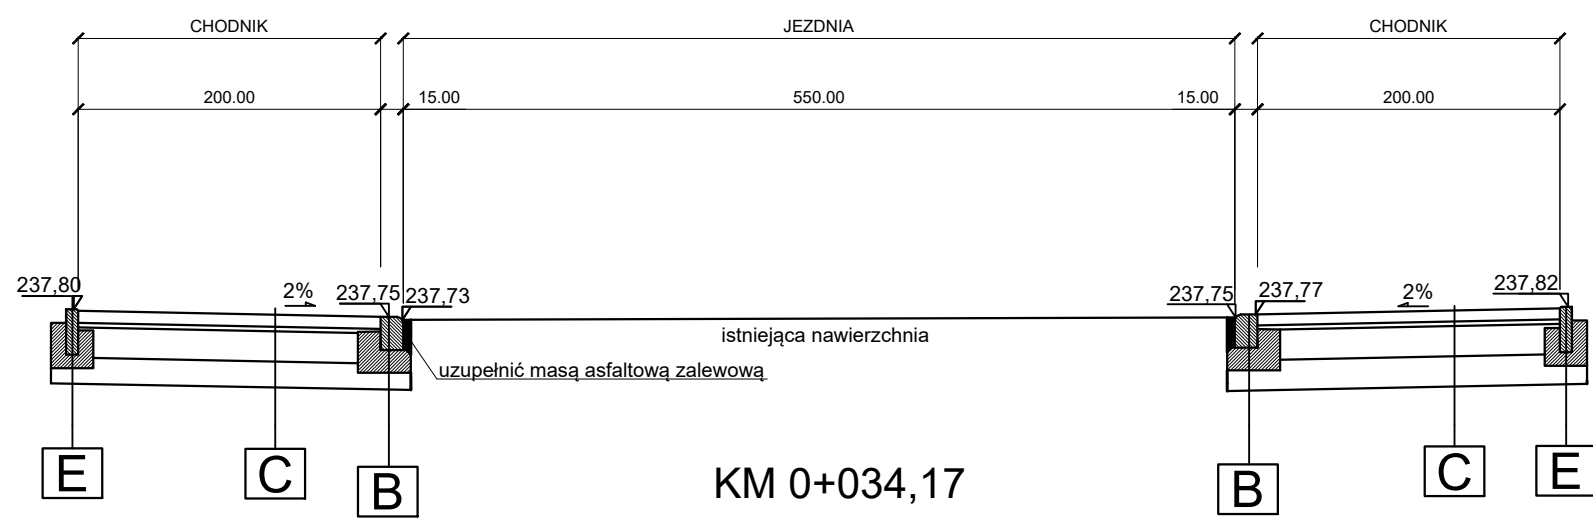 CHODNIK JEZDNIA CHODNIK
200.00 15.00 550.00 15.00 200.00
237,80 2% 237,75 237,73 237,75 237,77 2% 237,82
istniejąca nawierzchnia
uzupełnić masą asfaltową zalewową
E C B KM 0+034,17 B C E